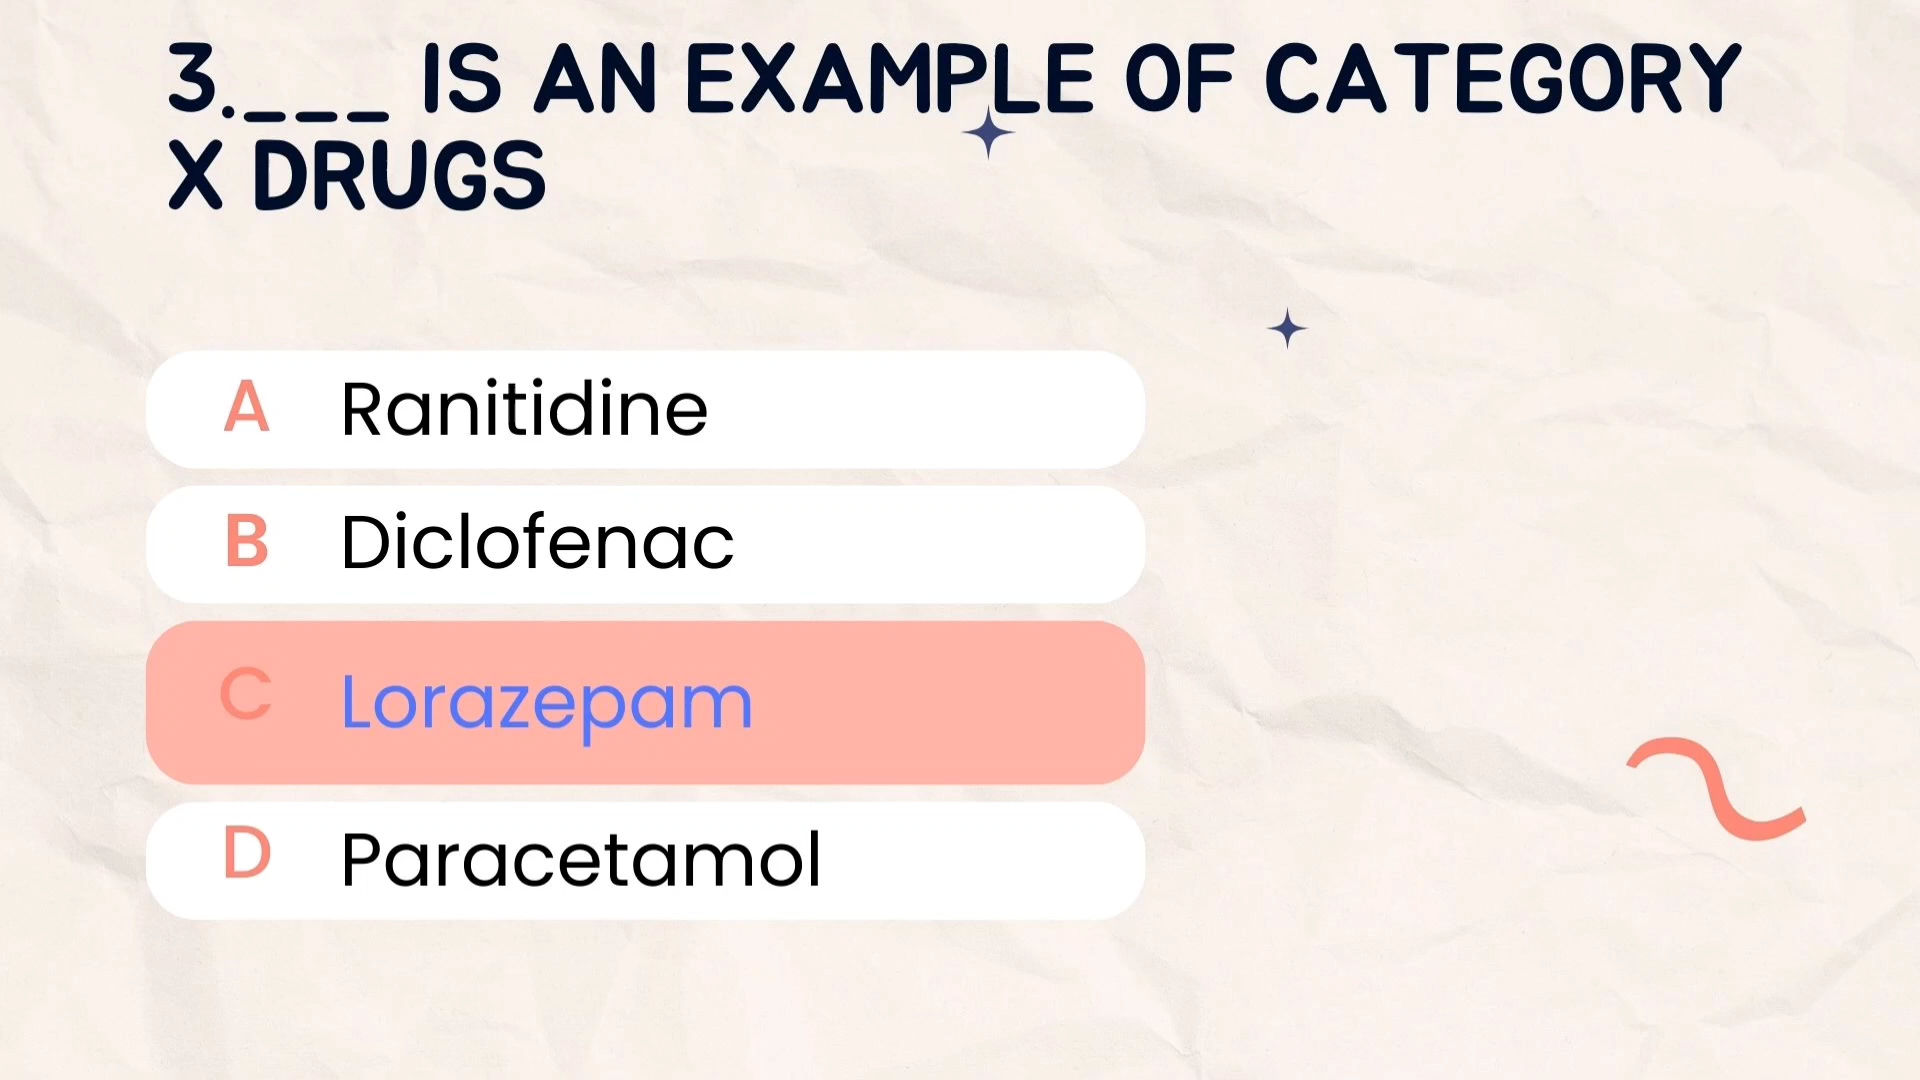 3.___ IS AN EXAMPLE OF CATEGORY
X DRUGS
A Ranitidine
B Diclofenac
C Lorazepam
D Paracetamol